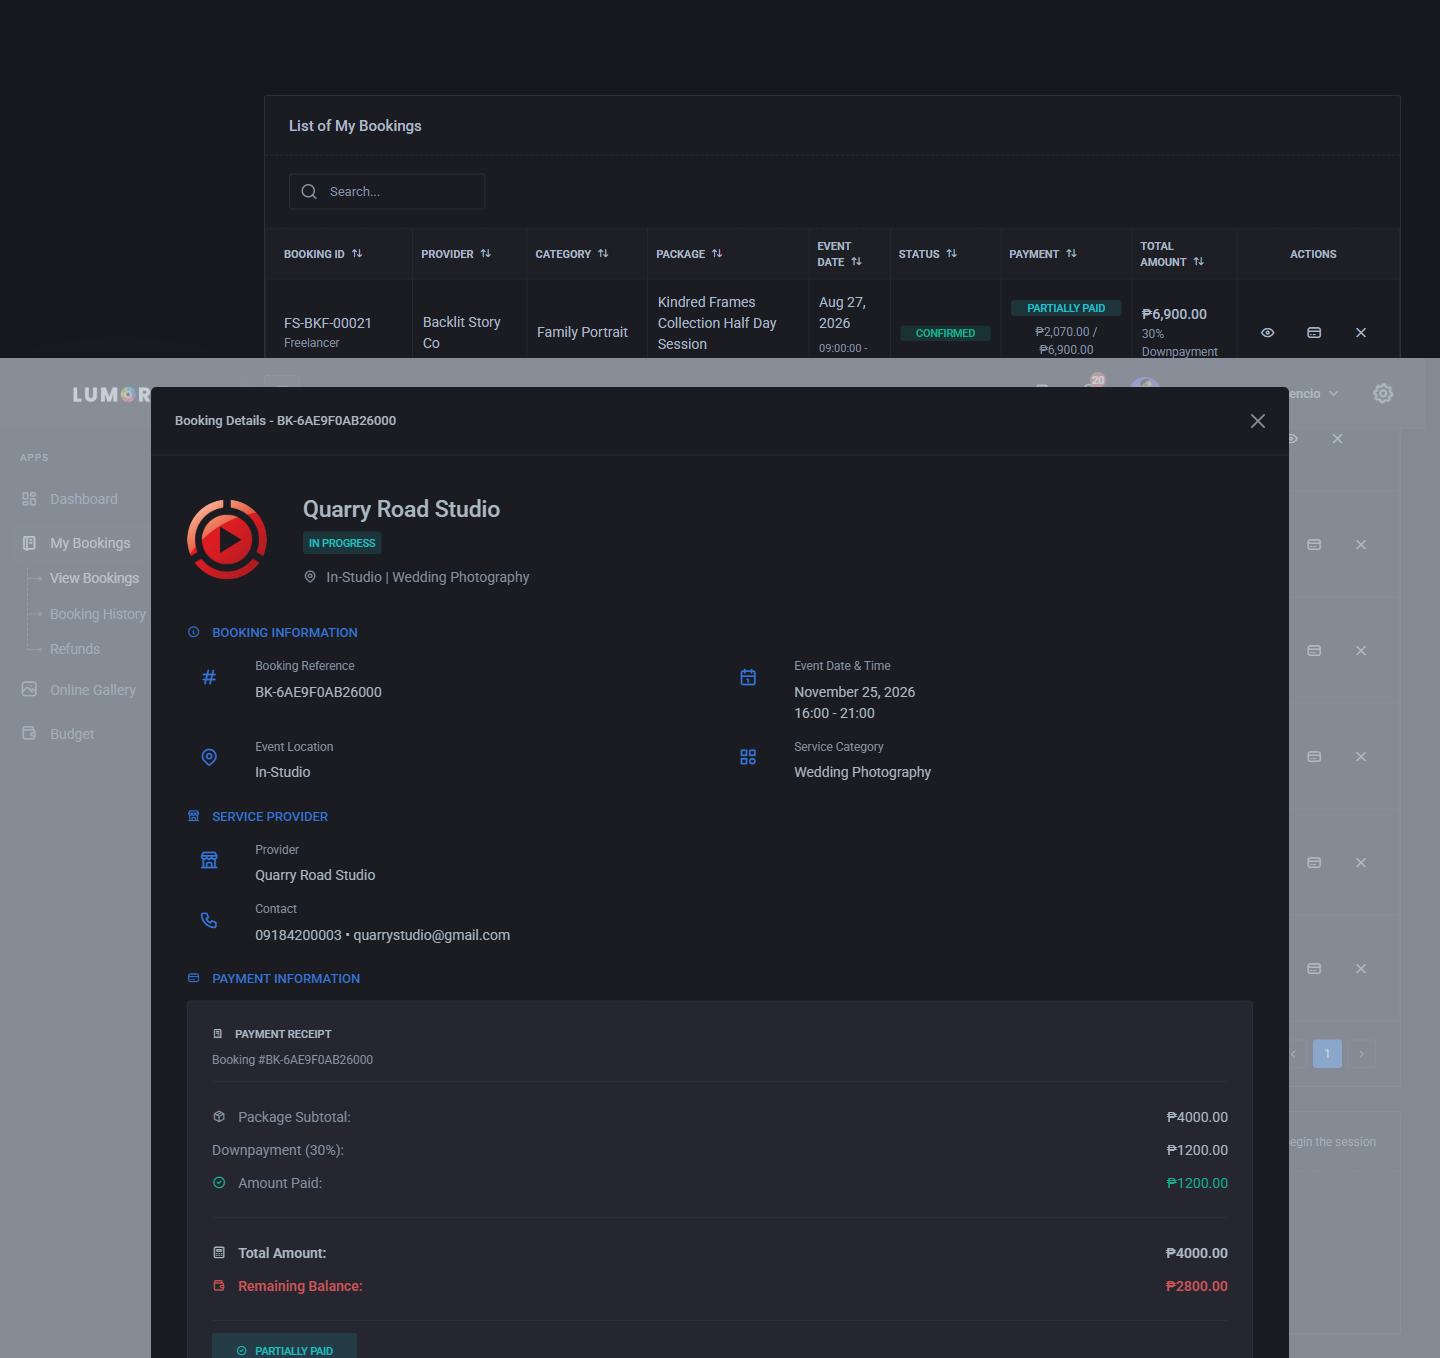 List of My Bookings
Search...
BOOKING ID
PROVIDER
CATEGORY
PACKAGE
EVENT
DATE
STATUS
PAYMENT
TOTAL
AMOUNT
ACTIONS
FS-BKF-00021
Freelancer
Backlit Story
Co
Family Portrait
Kindred Frames
Collection Half Day
Session
Aug 27,
2026
09:00:00 -
CONFIRMED
PARTIALLY PAID
₱2,070.00 /
₱6,900.00
₱6,900.00
30%
Downpayment
LUMOR
20
encio
APPS
Dashboard
My Bookings
View Bookings
Booking History
Refunds
Online Gallery
Budget
Booking Details - BK-6AE9F0AB26000
Quarry Road Studio
IN PROGRESS
In-Studio | Wedding Photography
BOOKING INFORMATION
Booking Reference
BK-6AE9F0AB26000
Event Date & Time
November 25, 2026
16:00 - 21:00
Event Location
In-Studio
Service Category
Wedding Photography
SERVICE PROVIDER
Provider
Quarry Road Studio
Contact
09184200003 • quarrystudio@gmail.com
PAYMENT INFORMATION
PAYMENT RECEIPT
Booking #BK-6AE9F0AB26000
Package Subtotal: ₱4000.00
Downpayment (30%): ₱1200.00
Amount Paid: ₱1200.00
Total Amount: ₱4000.00
Remaining Balance: ₱2800.00
PARTIALLY PAID
1
egin the session